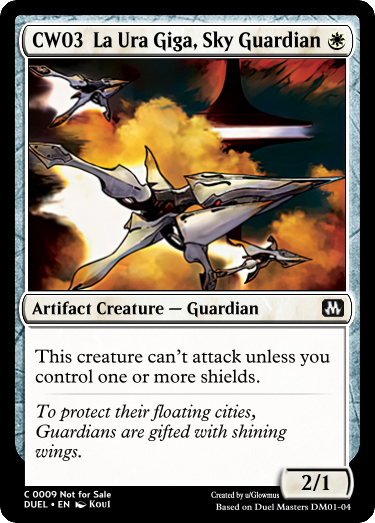 CW03 La Ura Giga, Sky Guardian
Artifact Creature — Guardian
This creature can't attack unless you
control one or more shields.
To protect their floating cities,
Guardians are gifted with shining
wings.
2/1
C 0009 Not for Sale
DUEL • EN Koul
Created by u/Glowmus
Based on Duel Masters DM01-04